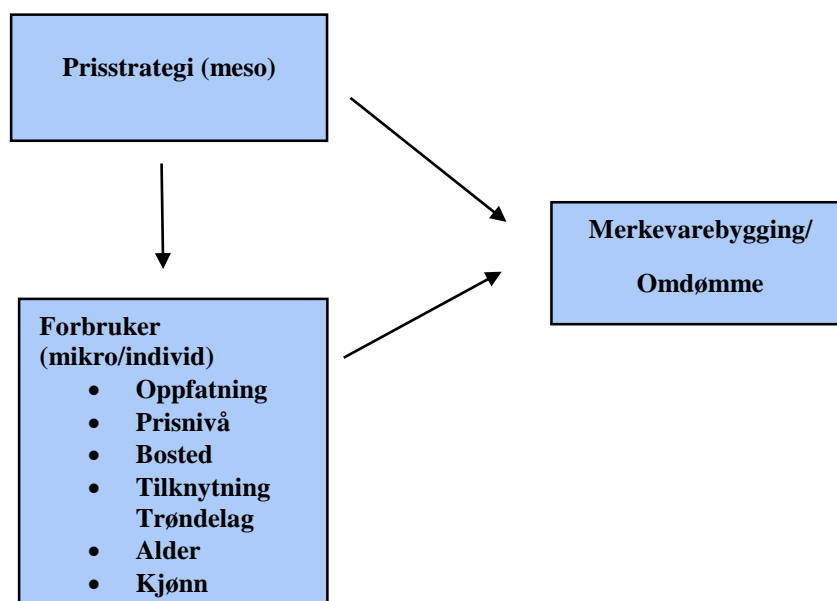 Prisstrategi (meso)
Merkevarebygging/
Omdømme
Forbruker
(mikro/individ)
• Oppfatning
• Prisnivå
• Bosted
• Tilknytning
Trøndelag
• Alder
• Kjønn